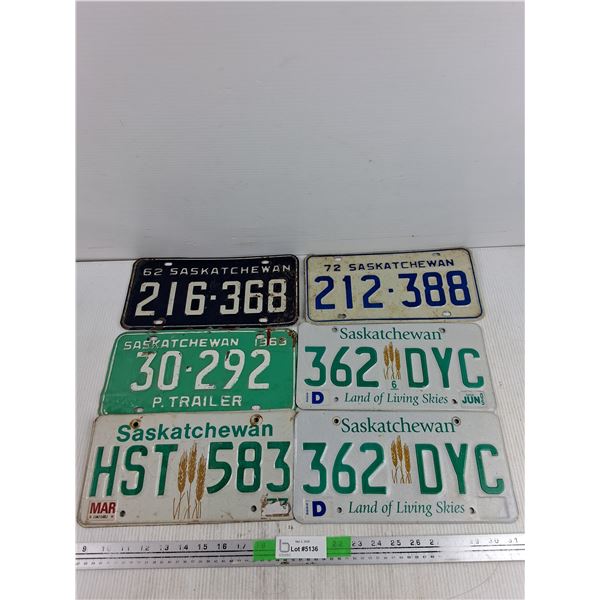 62 SASKATCHEWAN
216·368
72 SASKATCHEWAN
212·388
SASKATCHEWAN 1963
30·292
P. TRAILER
Saskatchewan
362 DYC
6
D
Land of Living Skies
JUN
Saskatchewan
HST 583
MAR
Saskatchewan
362 DYC
D
Land of Living Skies
Lot #5136